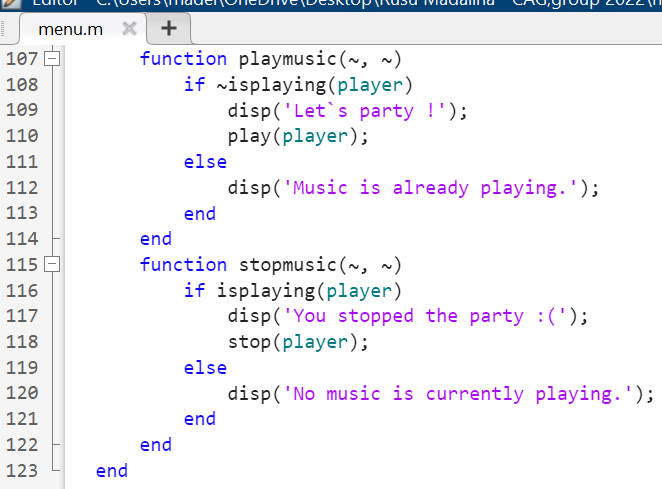 Editor - C:\Users\madei\OneDrive\Desktop\Rusu Madalina - CAG,group 2022\
menu.m
107 function playmusic(~, ~)
108 if ~isplaying(player)
109 disp('Let`s party !');
110 play(player);
111 else
112 disp('Music is already playing.');
113 end
114 end
115 function stopmusic(~, ~)
116 if isplaying(player)
117 disp('You stopped the party :(');
118 stop(player);
119 else
120 disp('No music is currently playing.');
121 end
122 end
123 end